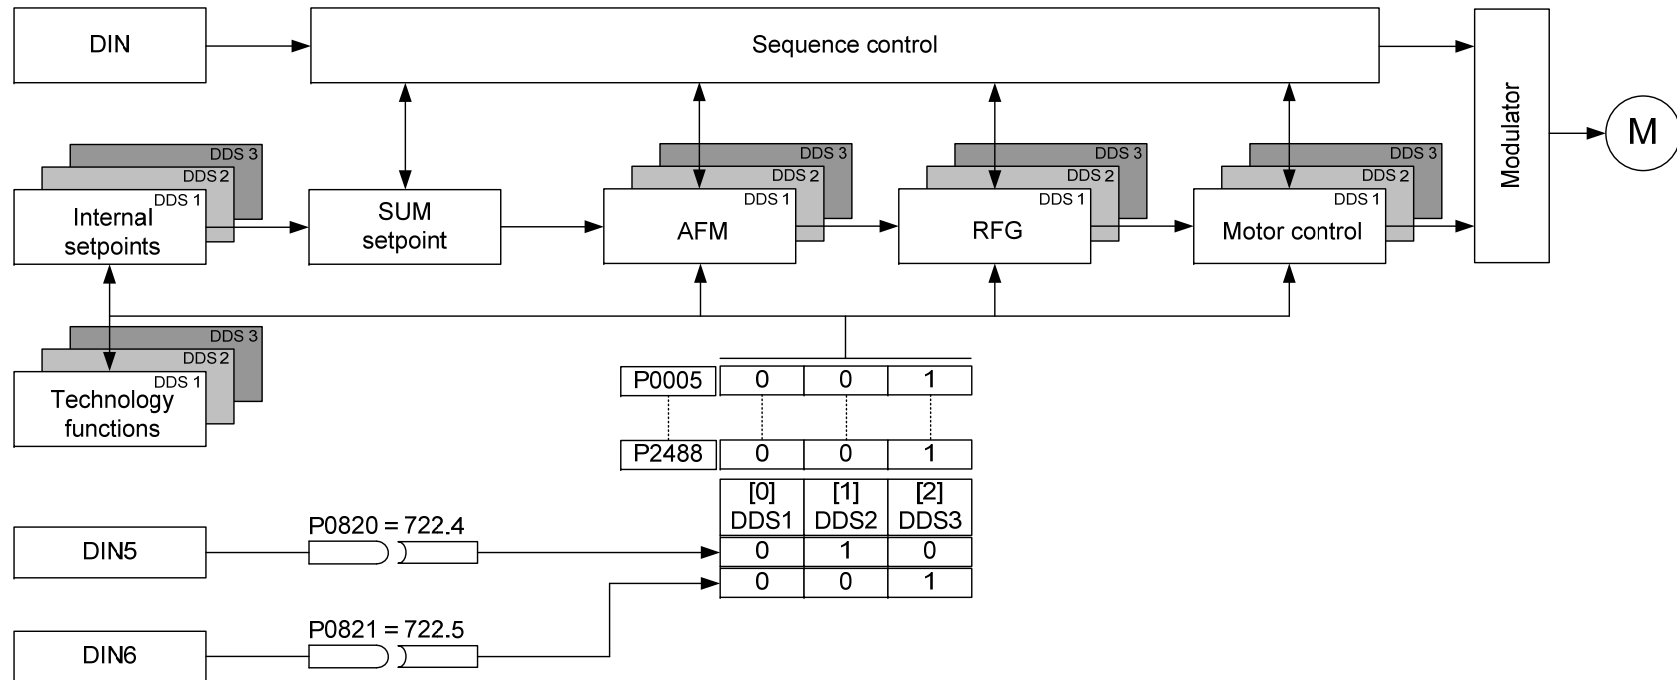 DIN
Sequence control
Modulator
M
DDS 3
DDS 2
DDS 1
Internal
setpoints
SUM
setpoint
DDS 3
DDS 2
DDS 1
AFM
DDS 3
DDS 2
DDS 1
RFG
DDS 3
DDS 2
DDS 1
Motor control
DDS 3
DDS 2
DDS 1
Technology
functions
P0005 0 0 1
P2488 0 0 1
[0] [1] [2]
DDS1 DDS2 DDS3
DIN5
P0820 = 722.4
0 1 0
0 0 1
DIN6
P0821 = 722.5